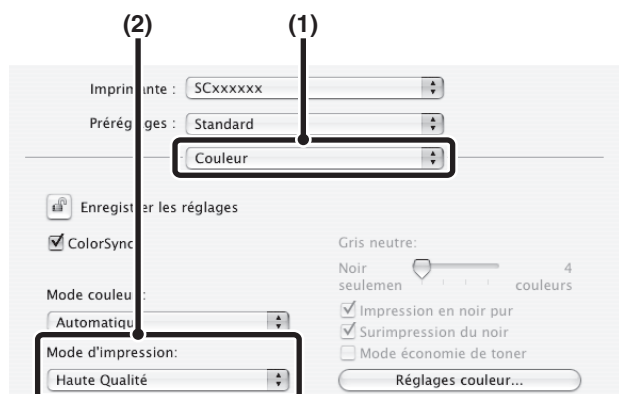 (2) (1)
Imprimante : SCxxxxxx
Préréglages : Standard
Couleur
Enregistrer les réglages
ColorSync
Gris neutre:
Noir seulemen 4 couleurs
Mode couleur :
Automatique
Impression en noir pur
Surimpression du noir
Mode économie de toner
Mode d'impression:
Haute Qualité
Réglages couleur...